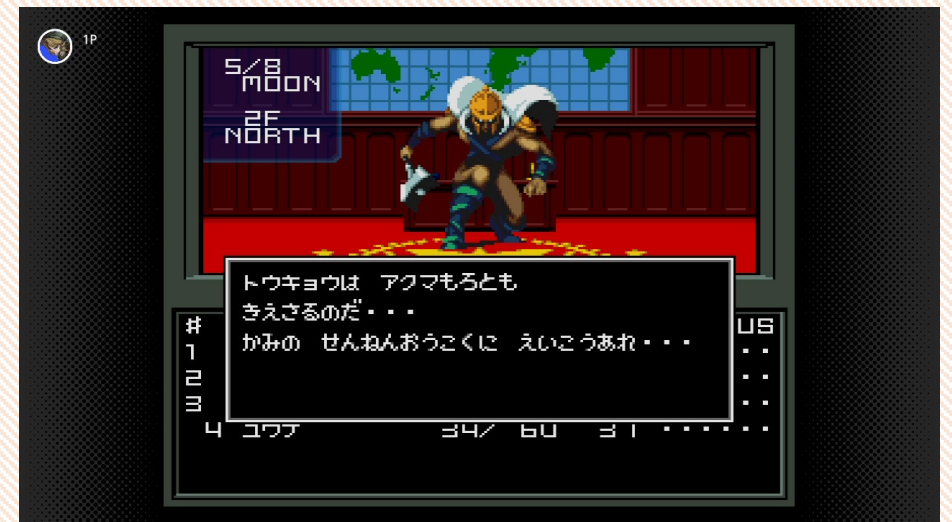 1P
5/8
MOON
2F
NORTH
トウキョウは アクマもろとも
きえさるのだ・・・
かみの せんねんおうこくに えいこうあれ・・・
# US
1 ・・
2 ・・
3 ・・
4 34/ 60 31 ・・・・・・